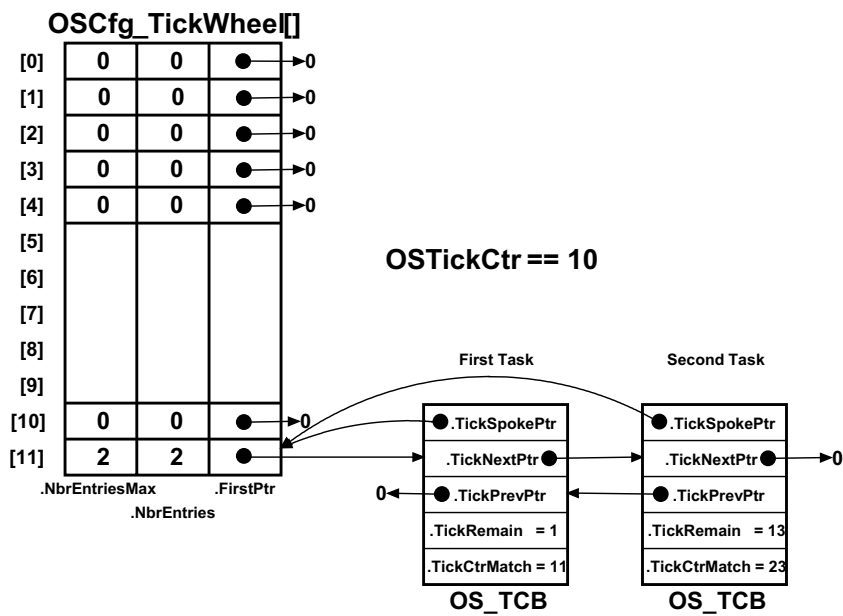 OSCfg_TickWheel[]
[0] 0 0 0
[1] 0 0 0
[2] 0 0 0
[3] 0 0 0
[4] 0 0 0
[5]
OSTickCtr == 10
[6]
[7]
[8]
[9]
First Task Second Task
[10] 0 0 0
.TickSpokePtr .TickSpokePtr
[11] 2 2
.TickNextPtr .TickNextPtr 0
.NbrEntriesMax .FirstPtr
.NbrEntries
0 .TickPrevPtr .TickPrevPtr
.TickRemain = 1 .TickRemain = 13
.TickCtrMatch = 11 .TickCtrMatch = 23
OS_TCB OS_TCB